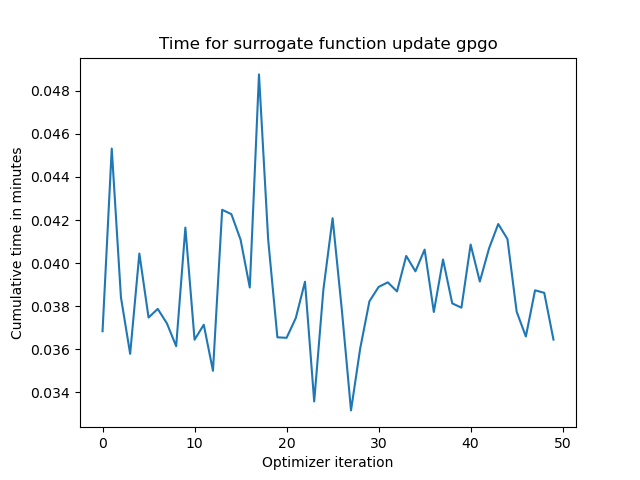 Time for surrogate function update gpgo
Cumulative time in minutes
0.048
0.046
0.044
0.042
0.040
0.038
0.036
0.034
0 10 20 30 40 50
Optimizer iteration